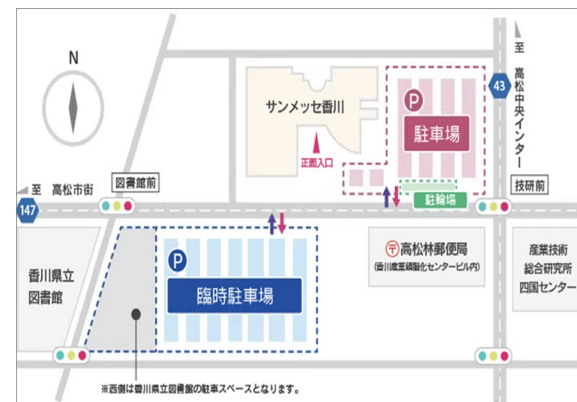 N
至 高松中央インター
43
サンメッセ香川
P
駐車場
正面入口
駐輪場
図書館前
技研前
至 高松市街
147
〒高松林郵便局
(香川産業頭脳化センタービル内)
産業技術
総合研究所
四国センター
香川県立
図書館
P
臨時駐車場
※西側は香川県立図書館の駐車スペースとなります。